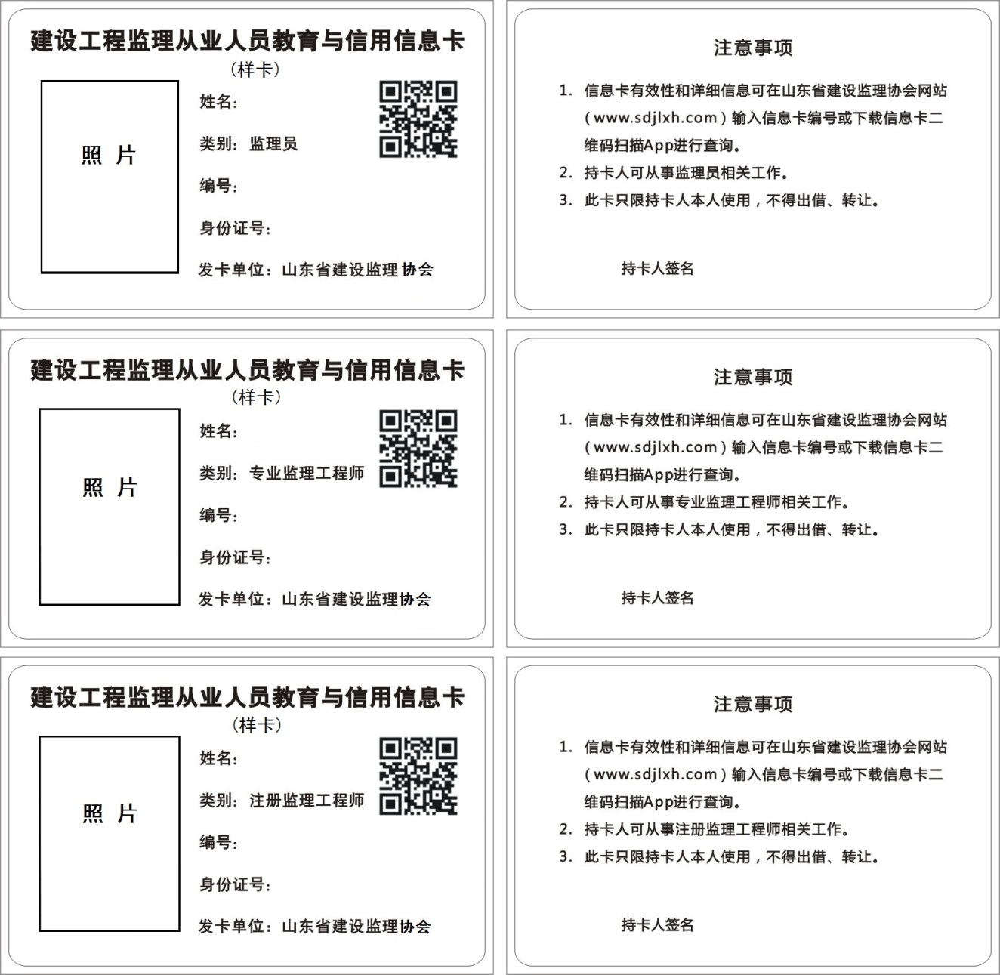 建设工程监理从业人员教育与信用信息卡
（样卡）
照 片
姓名：
类别：监理员
编号：
身份证号：
发卡单位：山东省建设监理协会
注意事项
1. 信息卡有效性和详细信息可在山东省建设监理协会网站
（www.sdjlxh.com）输入信息卡编号或下载信息卡二
维码扫描App进行查询。
2. 持卡人可从事监理员相关工作。
3. 此卡只限持卡人本人使用，不得出借、转让。
持卡人签名
建设工程监理从业人员教育与信用信息卡
（样卡）
照 片
姓名：
类别：专业监理工程师
编号：
身份证号：
发卡单位：山东省建设监理协会
注意事项
1. 信息卡有效性和详细信息可在山东省建设监理协会网站
（www.sdjlxh.com）输入信息卡编号或下载信息卡二
维码扫描App进行查询。
2. 持卡人可从事专业监理工程师相关工作。
3. 此卡只限持卡人本人使用，不得出借、转让。
持卡人签名
建设工程监理从业人员教育与信用信息卡
（样卡）
照 片
姓名：
类别：注册监理工程师
编号：
身份证号：
发卡单位：山东省建设监理协会
注意事项
1. 信息卡有效性和详细信息可在山东省建设监理协会网站
（www.sdjlxh.com）输入信息卡编号或下载信息卡二
维码扫描App进行查询。
2. 持卡人可从事注册监理工程师相关工作。
3. 此卡只限持卡人本人使用，不得出借、转让。
持卡人签名